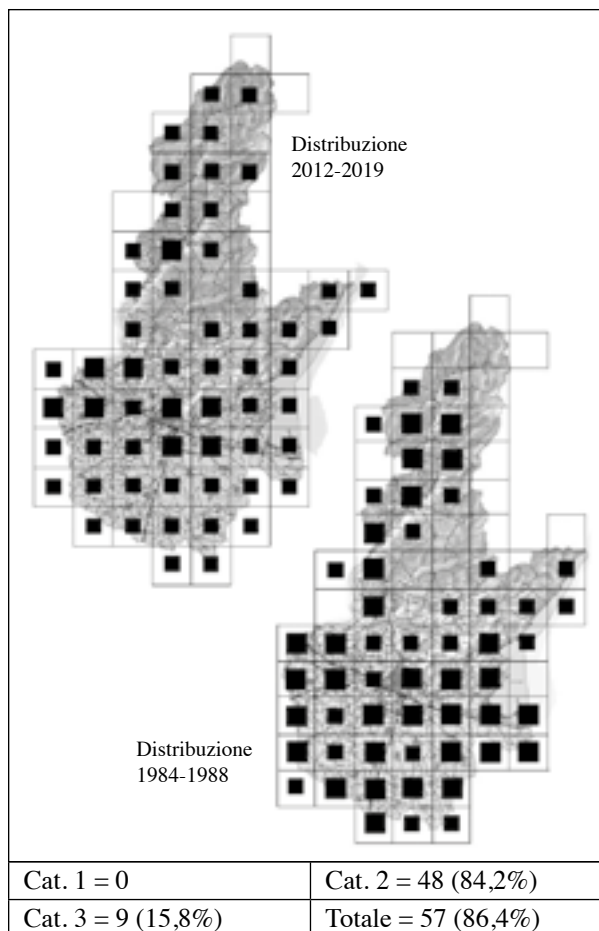 Distribuzione
2012-2019
Distribuzione
1984-1988
Cat. 1 = 0
Cat. 2 = 48 (84,2%)
Cat. 3 = 9 (15,8%)
Totale = 57 (86,4%)